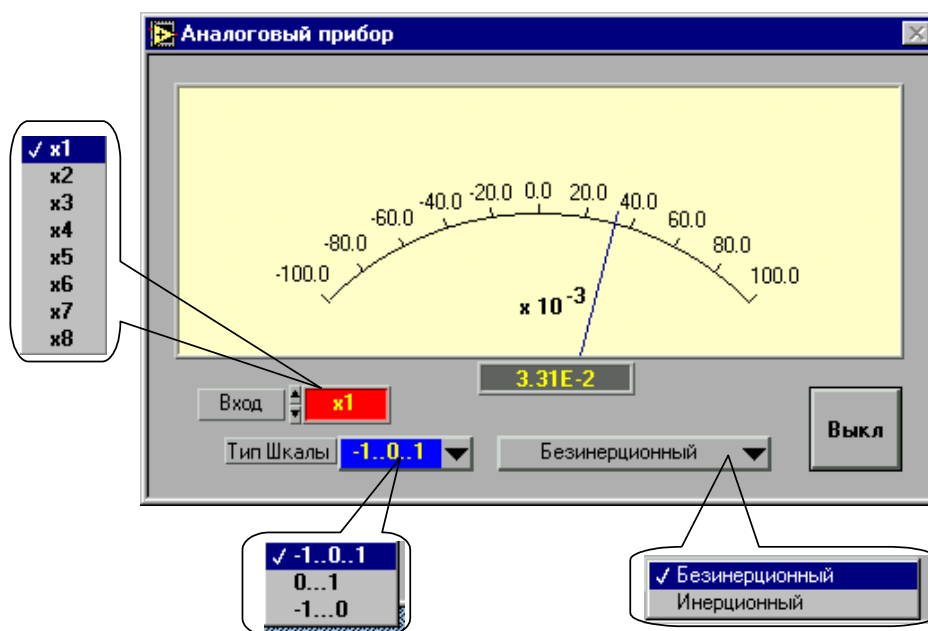 Аналоговый прибор
✓ x1
x2
x3
x4
x5
x6
x7
x8
-100.0 -80.0 -60.0 -40.0 -20.0 0.0 20.0 40.0 60.0 80.0 100.0
x 10 -3
3.31E-2
Вход x1
Тип Шкалы -1..0..1
Безинерционный
Выкл
✓ -1..0..1
0...1
-1...0
✓ Безинерционный
Инерционный